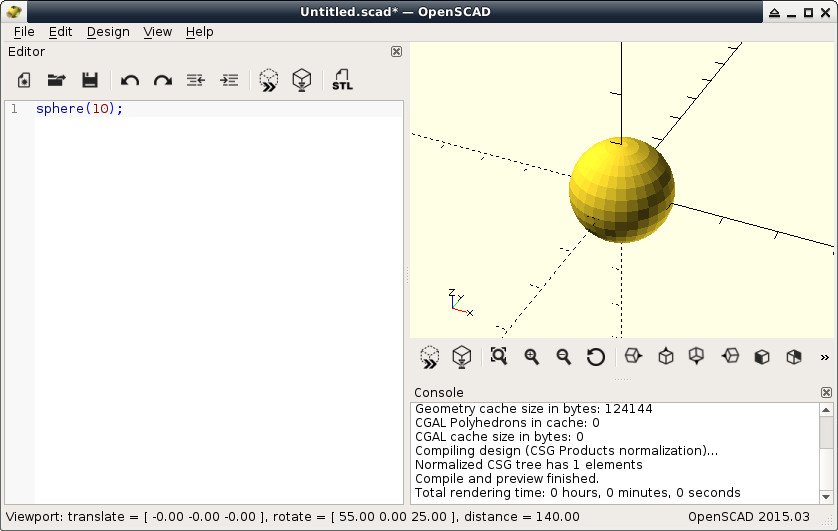 Untitled.scad* — OpenSCAD
File Edit Design View Help
Editor
STL
1 sphere(10);
Z
Y
X
Console
Geometry cache size in bytes: 124144
CGAL Polyhedrons in cache: 0
CGAL cache size in bytes: 0
Compiling design (CSG Products normalization)...
Normalized CSG tree has 1 elements
Compile and preview finished.
Total rendering time: 0 hours, 0 minutes, 0 seconds
Viewport: translate = [ -0.00 -0.00 -0.00 ], rotate = [ 55.00 0.00 25.00 ], distance = 140.00 OpenSCAD 2015.03